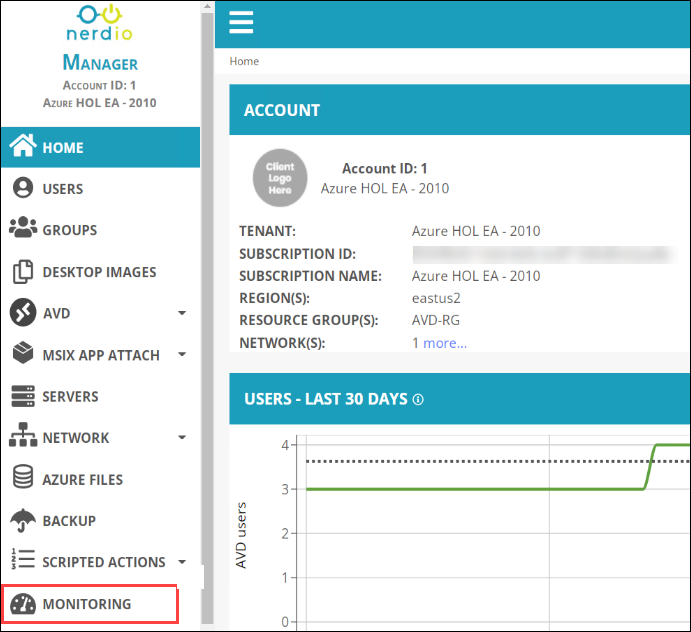 nerdio
Manager
Account ID: 1
Azure HOL EA - 2010
HOME
USERS
GROUPS
DESKTOP IMAGES
AVD
MSIX APP ATTACH
SERVERS
NETWORK
AZURE FILES
BACKUP
SCRIPTED ACTIONS
MONITORING
Home
ACCOUNT
Client
Logo
Here
Account ID: 1
Azure HOL EA - 2010
TENANT: Azure HOL EA - 2010
SUBSCRIPTION ID:
SUBSCRIPTION NAME: Azure HOL EA - 2010
REGION(S): eastus2
RESOURCE GROUP(S): AVD-RG
NETWORK(S): 1 more...
USERS - LAST 30 DAYS
AVD users
4
3
2
1
0